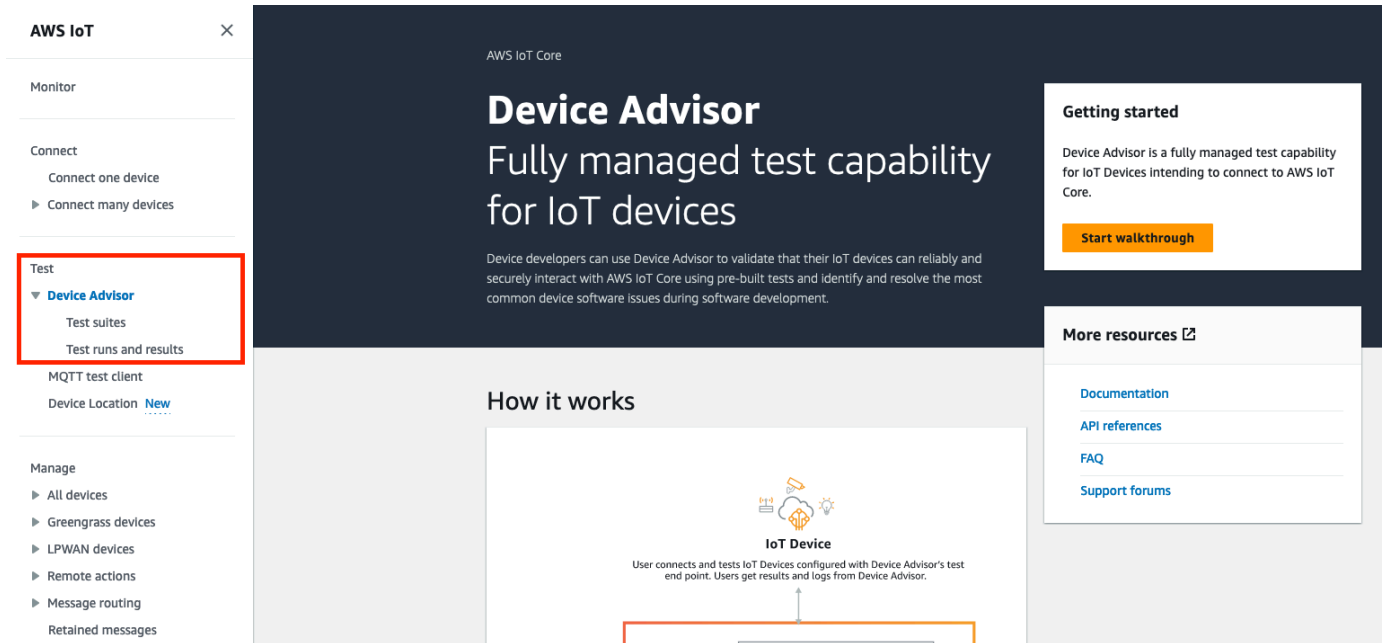 AWS IoT
Monitor
Connect
Connect one device
Connect many devices
Test
Device Advisor
Test suites
Test runs and results
MQTT test client
Device Location New
Manage
All devices
Greengrass devices
LPWAN devices
Remote actions
Message routing
Retained messages
AWS IoT Core
Device Advisor
Fully managed test capability
for IoT devices
Device developers can use Device Advisor to validate that their IoT devices can reliably and
securely interact with AWS IoT Core using pre-built tests and identify and resolve the most
common device software issues during software development.
Getting started
Device Advisor is a fully managed test capability
for IoT Devices intending to connect to AWS IoT
Core.
Start walkthrough
More resources
Documentation
API references
FAQ
Support forums
How it works
IoT Device
User connects and tests IoT Devices configured with Device Advisor's test
end point. Users get results and logs from Device Advisor.